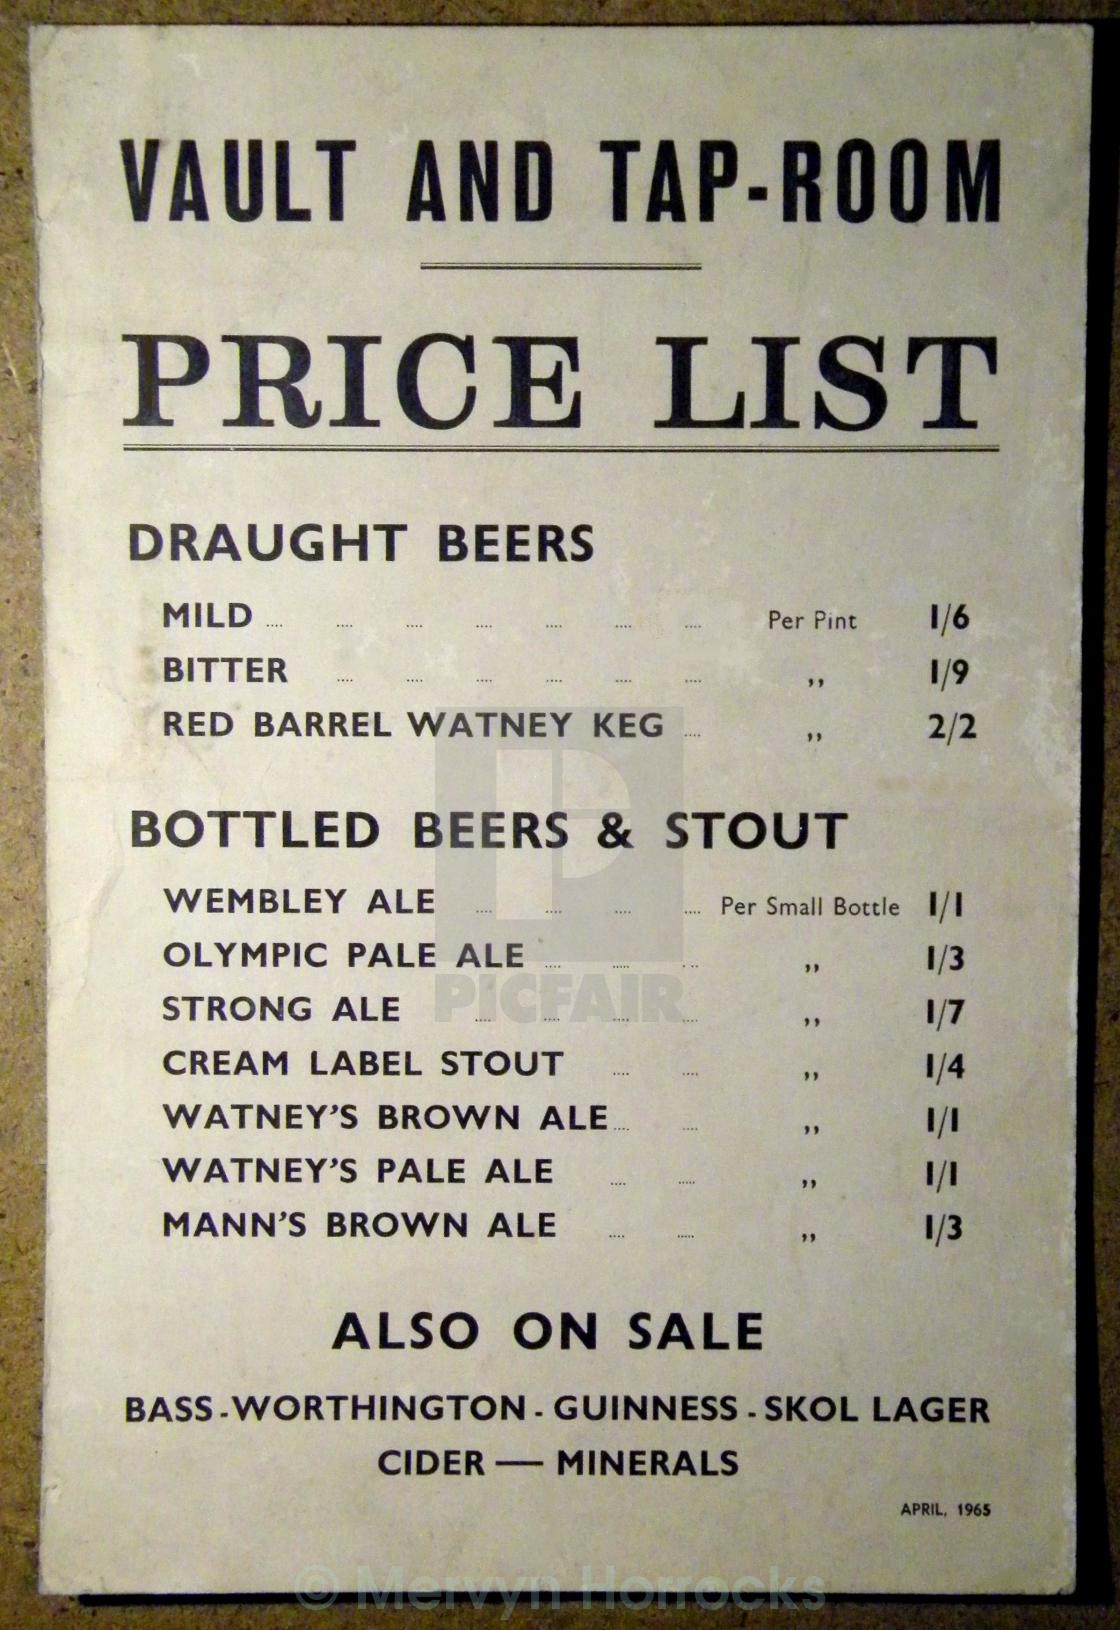 VAULT AND TAP-ROOM
PRICE LIST
DRAUGHT BEERS
MILD .... .... .... .... .... .... .... Per Pint 1/6
BITTER .... .... .... .... .... .... ,, 1/9
RED BARREL WATNEY KEG .... ,, 2/2
BOTTLED BEERS & STOUT
WEMBLEY ALE .... .... .... .... Per Small Bottle 1/1
OLYMPIC PALE ALE .... .... ... ,, 1/3
STRONG ALE .... .... .... .... ,, 1/7
CREAM LABEL STOUT .... .... ,, 1/4
WATNEY'S BROWN ALE .... .... ,, 1/1
WATNEY'S PALE ALE .... .... ,, 1/1
MANN'S BROWN ALE .... .... ,, 1/3
ALSO ON SALE
BASS - WORTHINGTON - GUINNESS - SKOL LAGER
CIDER — MINERALS
APRIL, 1965
PICFAIR
© Mervyn Horrocks